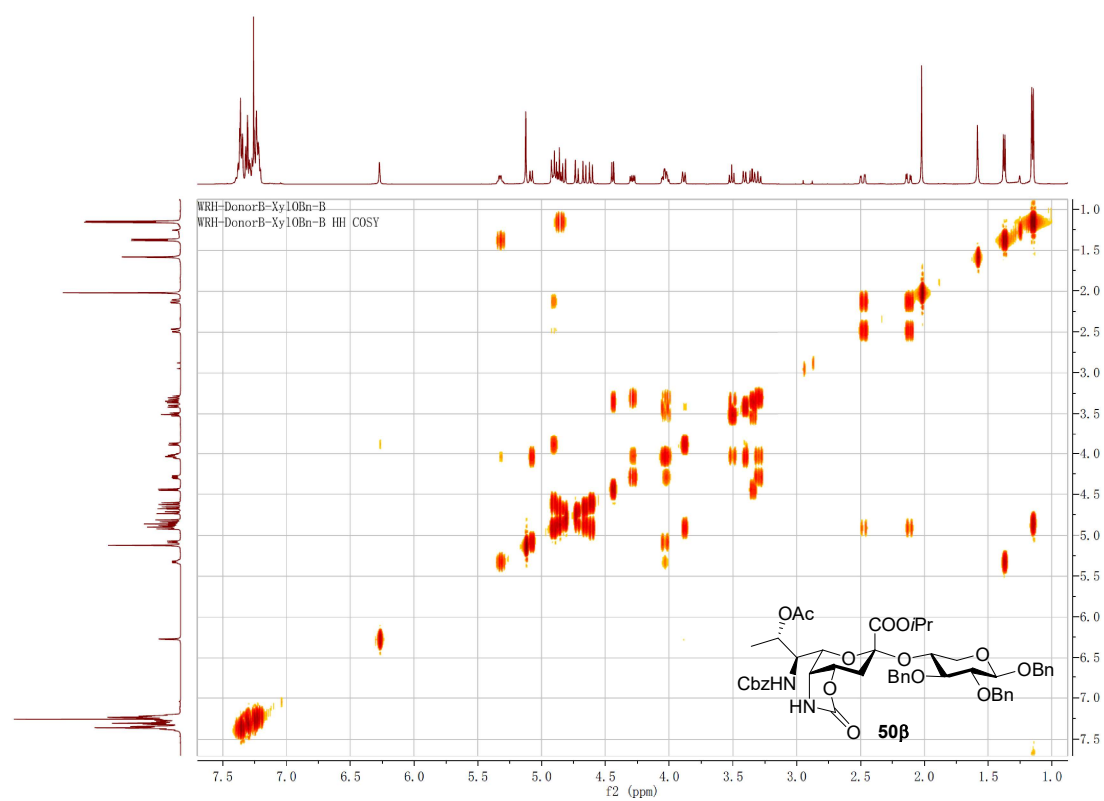 WRH-DonorB-XylOBn-B
WRH-DonorB-XylOBn-B HH COSY
1.0
1.5
2.0
2.5
3.0
3.5
4.0
4.5
5.0
5.5
6.0
6.5
7.0
7.5
OAc
COOiPr
O
O
O
CbzHN
O
BnO
OBn
OBn
HN
O
50β
7.5 7.0 6.5 6.0 5.5 5.0 4.5 4.0 3.5 3.0 2.5 2.0 1.5 1.0
f2 (ppm)